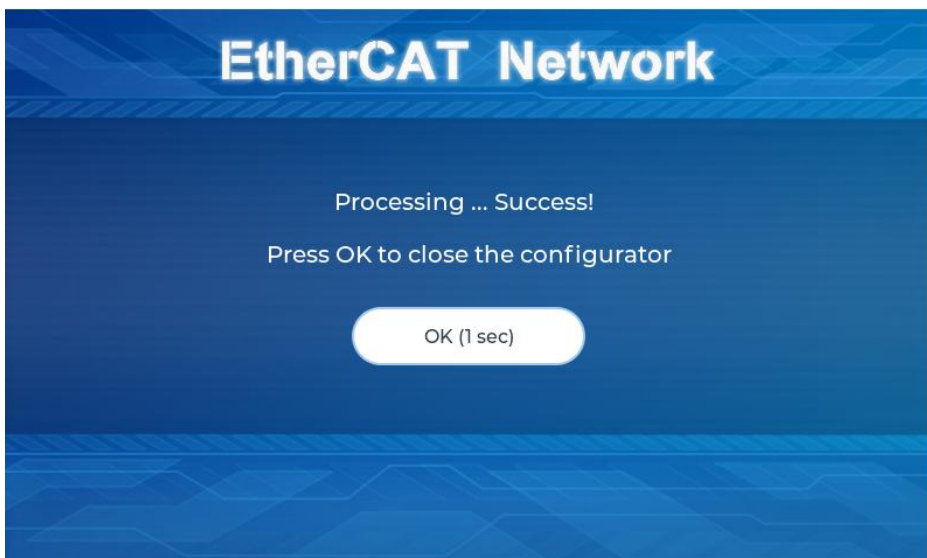 EtherCAT Network
Processing ... Success!
Press OK to close the configurator
OK (1 sec)